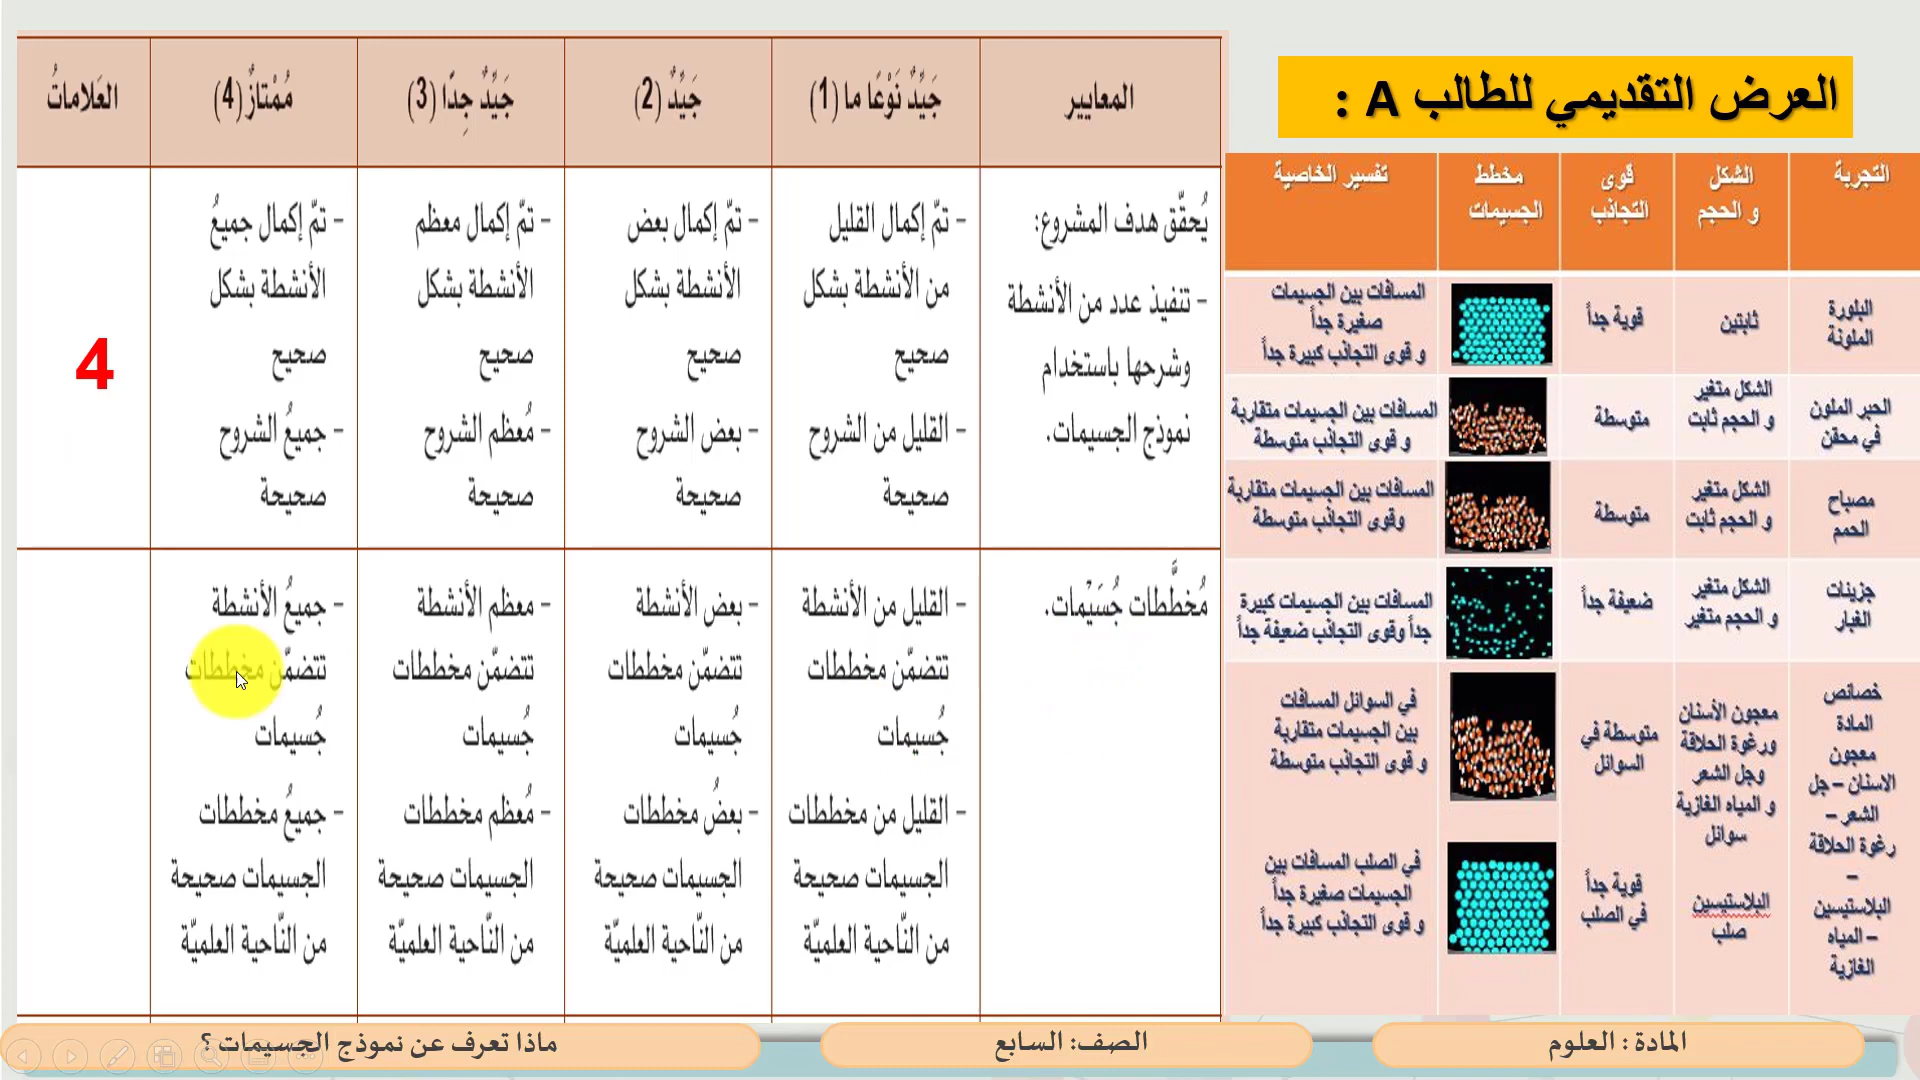 العرض التقديمي للطالب A :
التجربة
الشكل
و الحجم
قوى
التجاذب
مخطط
الجسيمات
تفسير الخاصية
البلورة
الملونة
ثابتين
قوية جداً
المسافات بين الجسيمات
صغيرة جداً
و قوى التجاذب كبيرة جداً
الحبر الملون
في محقن
الشكل متغير
و الحجم ثابت
متوسطة
المسافات بين الجسيمات متقاربة
و قوى التجاذب متوسطة
مصباح
الحمم
الشكل متغير
و الحجم ثابت
متوسطة
المسافات بين الجسيمات متقاربة
وقوى التجاذب متوسطة
جزيئات
الغبار
الشكل متغير
و الحجم متغير
ضعيفة جداً
المسافات بين الجسيمات كبيرة
جداً وقوى التجاذب ضعيفة جداً
خصائص
المادة
معجون
الاسنان – جل
الشعر –
رغوة الحلاقة
–
البلاستيسين
– المياه
الغازية
معجون الأسنان
ورغوة الحلاقة
وجل الشعر
و المياه الغازية
سوائل
البلاستيسين
صلب
متوسطة في
السوائل
قوية جداً
في الصلب
في السوائل المسافات
بين الجسيمات متقاربة
و قوى التجاذب متوسطة
في الصلب المسافات بين
الجسيمات صغيرة جداً
و قوى التجاذب كبيرة جداً
المعايير
جَيِّدٌ نَوْعًا ما (1)
جَيِّدٌ (2)
جَيِّدٌ جِدًّا (3)
مُمْتازٌ (4)
العَلاماتُ
يُحقّق هدف المشروع:
- تنفيذ عدد من الأنشطة
وشرحها باستخدام
نموذج الجسيمات.
- تمّ إكمال القليل
من الأنشطة بشكل
صحيح
- القليل من الشروح
صحيحة
- تمّ إكمال بعض
الأنشطة بشكل
صحيح
- بعض الشروح
صحيحة
- تمّ إكمال معظم
الأنشطة بشكل
صحيح
- مُعظم الشروح
صحيحة
- تمّ إكمال جميعُ
الأنشطة بشكل
صحيح
- جميعُ الشروح
صحيحة
4
مُخطَّطات جُسَيْمات.
- القليل من الأنشطة
تتضمّن مخططات
جُسيمات
- القليل من مخططات
الجسيمات صحيحة
من النّاحية العلميّة
- بعض الأنشطة
تتضمّن مخططات
جُسيمات
- بعضُ مخططات
الجسيمات صحيحة
من النّاحية العلميّة
- معظم الأنشطة
تتضمّن مخططات
جُسيمات
- مُعظم مخططات
الجسيمات صحيحة
من النّاحية العلميّة
- جميعُ الأنشطة
تتضمّن مخططات
جُسيمات
- جميعُ مخططات
الجسيمات صحيحة
من النّاحية العلميّة
المادة : العلوم
الصف: السابع
ماذا تعرف عن نموذج الجسيمات ؟